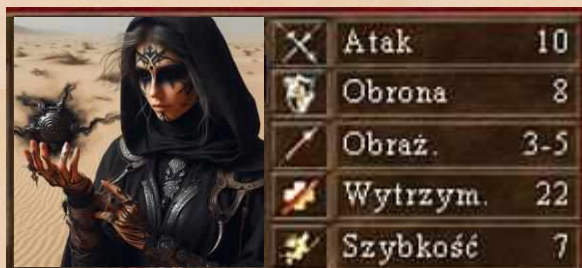 Atak 10
Obrona 8
Obraż. 3-5
Wytrzym. 22
Szybkość 7